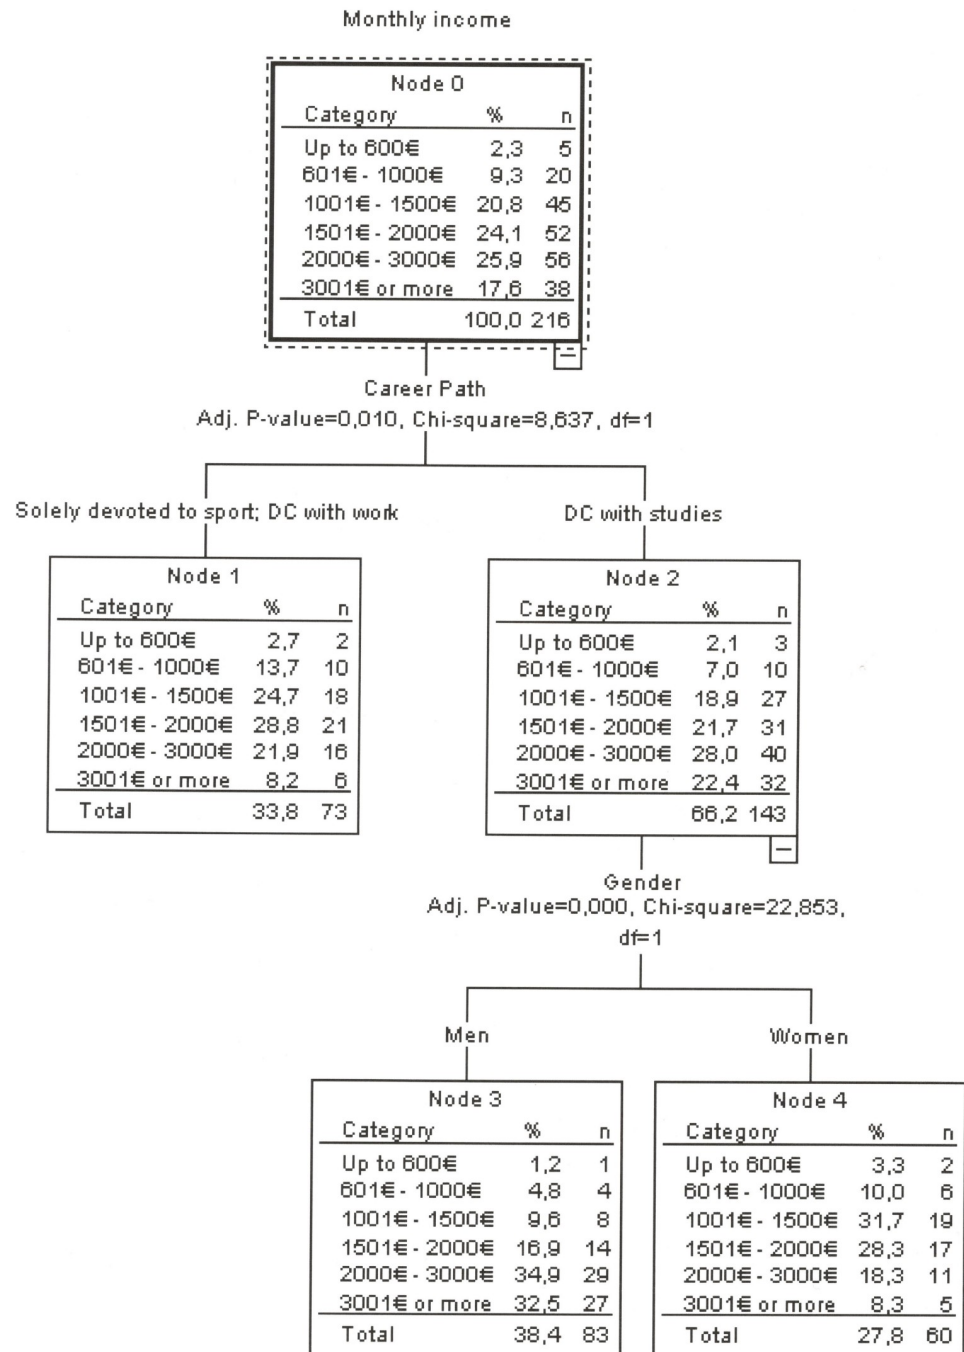 Monthly income
Node 0
Category % n
Up to 600€ 2,3 5
601€ - 1000€ 9,3 20
1001€ - 1500€ 20,8 45
1501€ - 2000€ 24,1 52
2000€ - 3000€ 25,9 56
3001€ or more 17,6 38
Total 100,0 216
Career Path
Adj. P-value=0,010, Chi-square=8,637, df=1
Solely devoted to sport; DC with work
DC with studies
Node 1
Category % n
Up to 600€ 2,7 2
601€ - 1000€ 13,7 10
1001€ - 1500€ 24,7 18
1501€ - 2000€ 28,8 21
2000€ - 3000€ 21,9 16
3001€ or more 8,2 6
Total 33,8 73
Node 2
Category % n
Up to 600€ 2,1 3
601€ - 1000€ 7,0 10
1001€ - 1500€ 18,9 27
1501€ - 2000€ 21,7 31
2000€ - 3000€ 28,0 40
3001€ or more 22,4 32
Total 66,2 143
Gender
Adj. P-value=0,000, Chi-square=22,853,
df=1
Men
Women
Node 3
Category % n
Up to 600€ 1,2 1
601€ - 1000€ 4,8 4
1001€ - 1500€ 9,6 8
1501€ - 2000€ 16,9 14
2000€ - 3000€ 34,9 29
3001€ or more 32,5 27
Total 38,4 83
Node 4
Category % n
Up to 600€ 3,3 2
601€ - 1000€ 10,0 6
1001€ - 1500€ 31,7 19
1501€ - 2000€ 28,3 17
2000€ - 3000€ 18,3 11
3001€ or more 8,3 5
Total 27,8 60